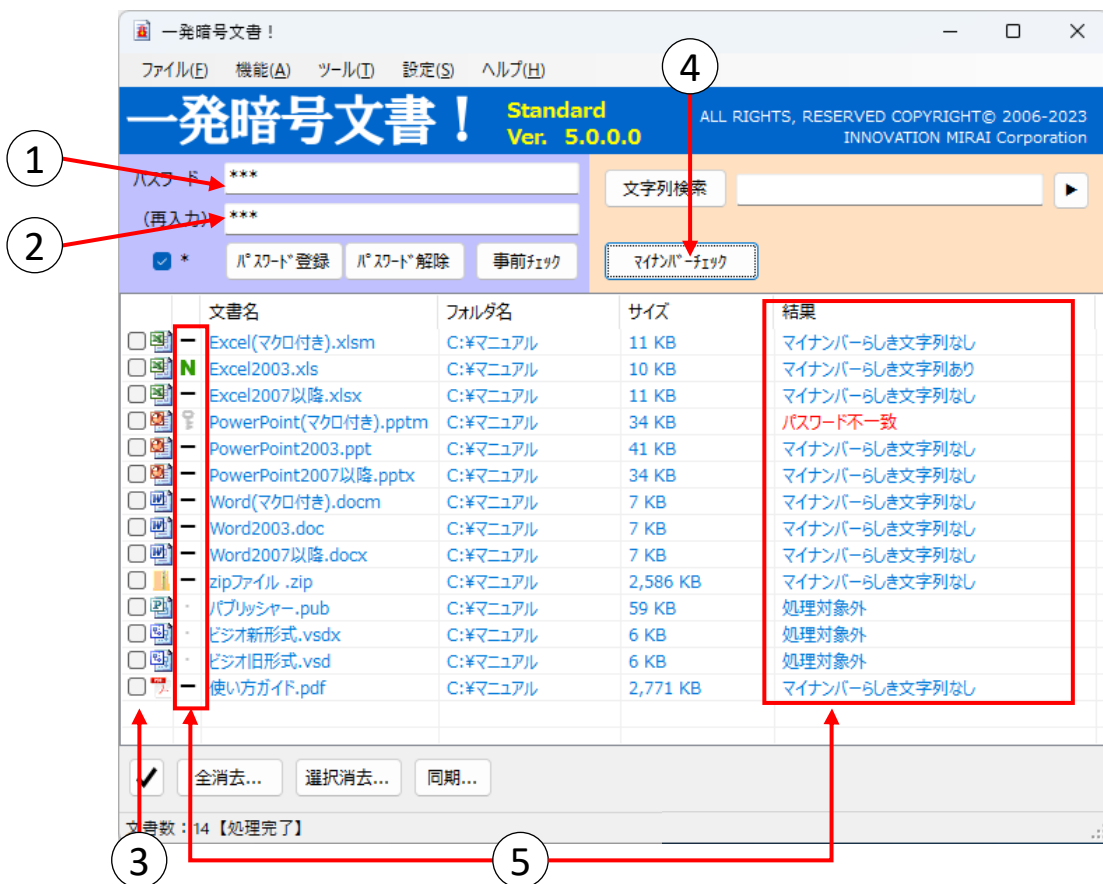 一発暗号文書！
ファイル(F) 機能(A) ツール(T) 設定(S) ヘルプ(H)
4
一発暗号文書！
Standard
Ver. 5.0.0.0
ALL RIGHTS, RESERVED COPYRIGHT© 2006-2023
INNOVATION MIRAI Corporation
1
パスワード ***
文字列検索
2
(再入力) ***
* ﾊﾟｽﾜｰﾄﾞ登録 ﾊﾟｽﾜｰﾄﾞ解除 事前ﾁｪｯｸ ﾏｲﾅﾝﾊﾞｰﾁｪｯｸ
文書名 フォルダ名 サイズ 結果
Excel(マクロ付き).xlsm C:¥マニュアル 11 KB マイナンバーらしき文字列なし
N Excel2003.xls C:¥マニュアル 10 KB マイナンバーらしき文字列あり
Excel2007以降.xlsx C:¥マニュアル 11 KB マイナンバーらしき文字列なし
PowerPoint(マクロ付き).pptm C:¥マニュアル 34 KB パスワード不一致
PowerPoint2003.ppt C:¥マニュアル 41 KB マイナンバーらしき文字列なし
PowerPoint2007以降.pptx C:¥マニュアル 34 KB マイナンバーらしき文字列なし
Word(マクロ付き).docm C:¥マニュアル 7 KB マイナンバーらしき文字列なし
Word2003.doc C:¥マニュアル 7 KB マイナンバーらしき文字列なし
Word2007以降.docx C:¥マニュアル 7 KB マイナンバーらしき文字列なし
zipファイル .zip C:¥マニュアル 2,586 KB マイナンバーらしき文字列なし
パブリッシャー.pub C:¥マニュアル 59 KB 処理対象外
ビジオ新形式.vsdx C:¥マニュアル 6 KB 処理対象外
ビジオ旧形式.vsd C:¥マニュアル 6 KB 処理対象外
使い方ガイド.pdf C:¥マニュアル 2,771 KB マイナンバーらしき文字列なし
全消去... 選択消去... 同期...
文書数：14【処理完了】
3
5